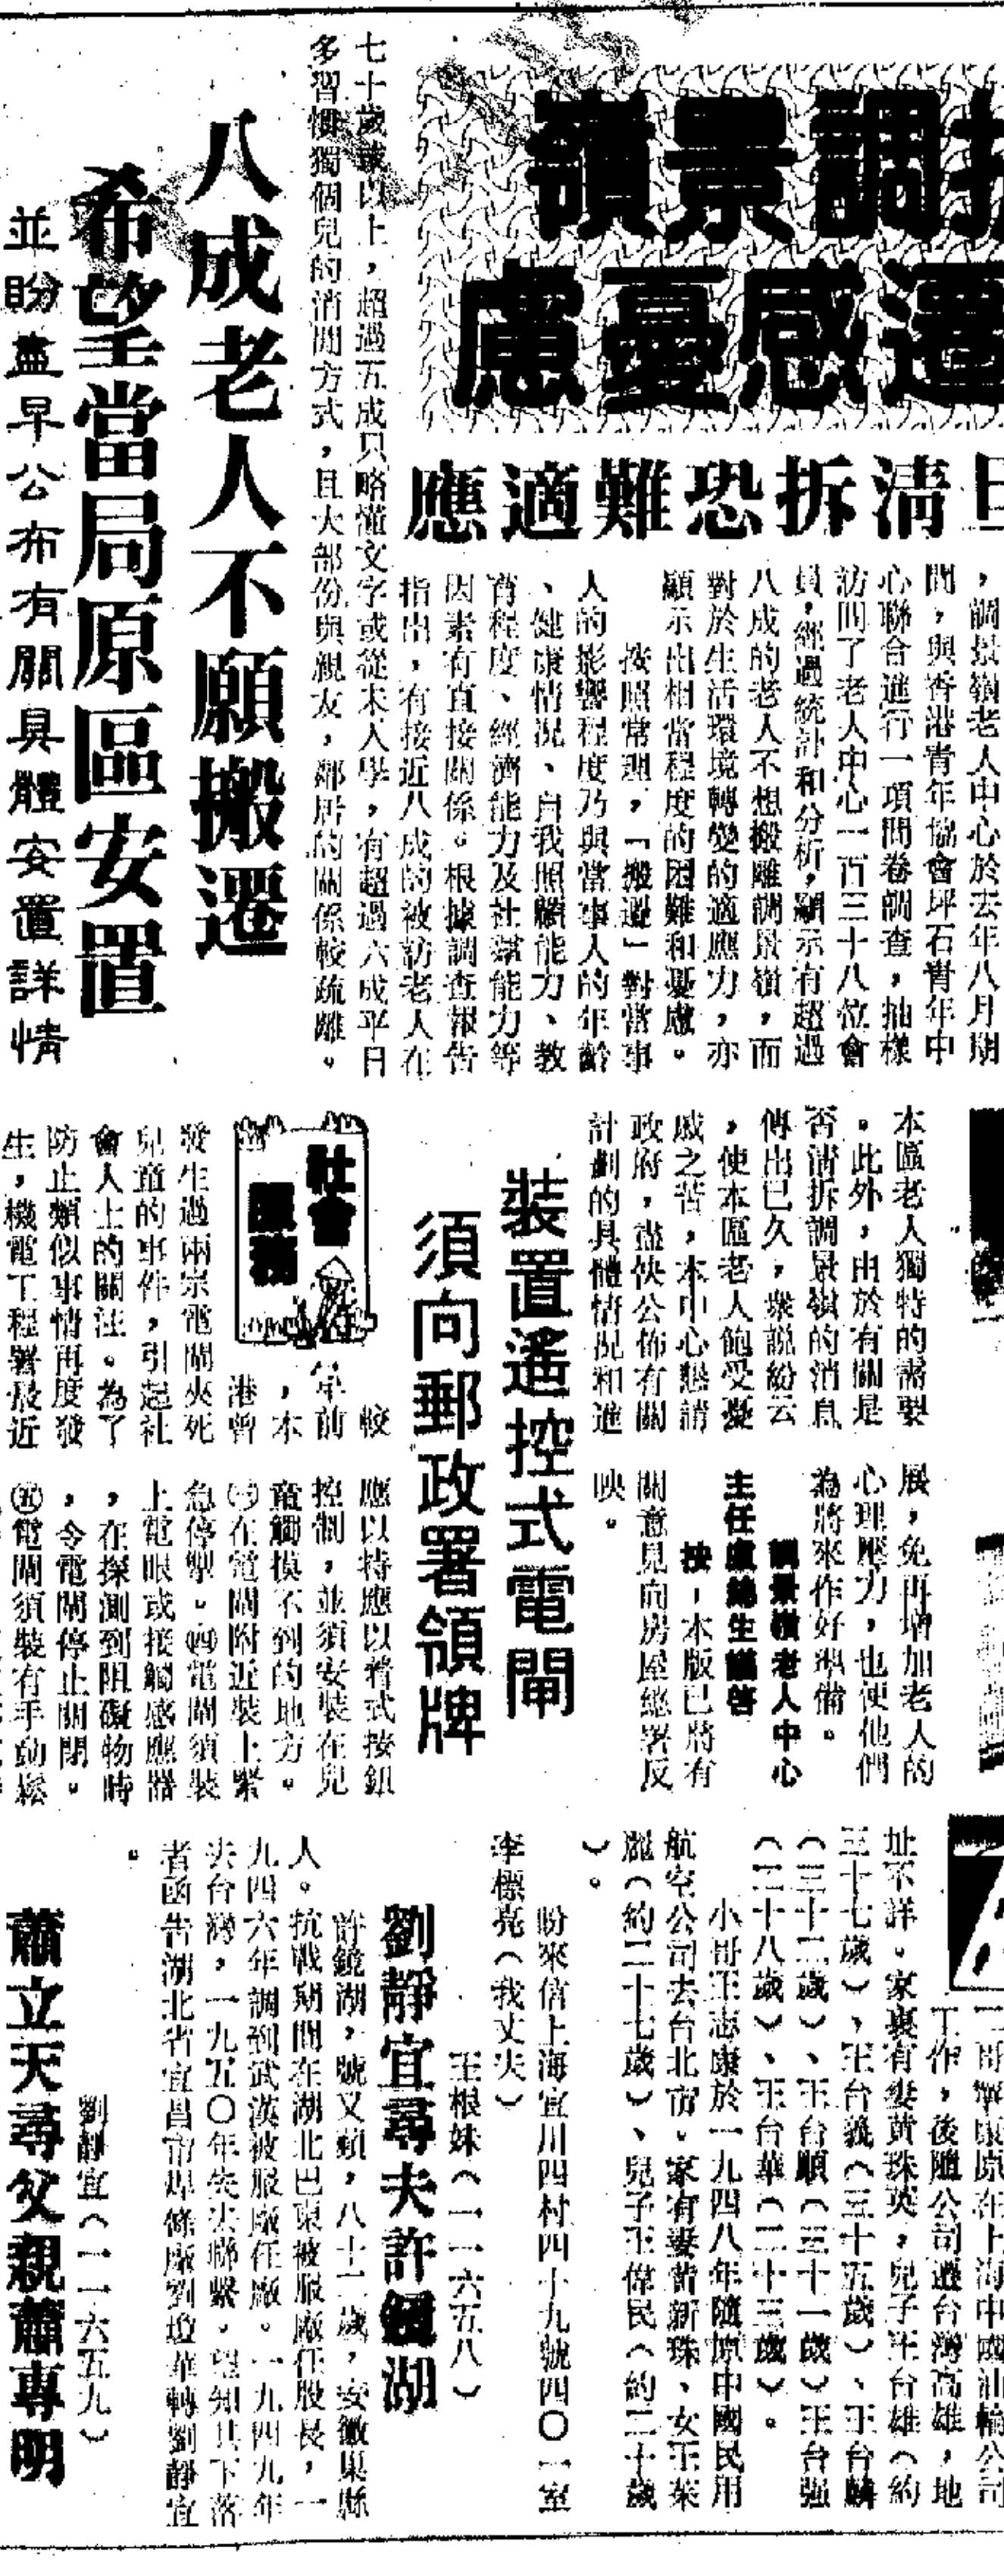 調景嶺
遷感憂慮
清拆恐難適應
，調景嶺老人中心於去年八月期
間，與香港青年協會坪石青年中
心聯合進行一項問卷調查，抽樣
訪問了老人中心一百三十八位會
員，經過統計和分析，顯示有超過
八成的老人不想搬離調景嶺，而
對於生活環境轉變的適應力，亦
顯示出相當程度的困難和憂慮。
按照常理，「搬遷」對當事
人的影響程度乃與當事人的年齡
、健康情況、自我照顧能力、教
育程度、經濟能力及社羣能力等
因素有直接關係。根據調查報告
指出，有接近八成的被訪老人在
七十歲或以上，超過五成只略懂文字或從未入學，有超過六成平日
多習慣獨個兒的消閒方式，且大部份與親友，鄰居的關係較疏離。
八成老人不願搬遷
希望當局原區安置
並盼盡早公布有關具體安置詳情
本區老人獨特的需要
。此外，由於有關是
否清拆調景嶺的消息
傳出已久，衆說紛云
，使本區老人飽受憂
慼之苦，本中心懇請
政府，盡快公佈有關
計劃的具體情況和進
展，免再增加老人的
心理壓力，也使他們
為將來作好準備。
調景嶺老人中心
主任盧錦生謹啓
按：本版已將有
關意見向房屋總署反
映。
裝置遙控式電閘
須向郵政署領牌
社會
服務
較
早前
，本
港曾
發生過兩宗電閘夾死
兒童的事件，引起社
會人上的關注。為了
防止類似事情再度發
生，機電工程署最近
應以持應以着式按鈕
控制，並須安裝在兒
童觸摸不到的地方。
㈢在電閘附近裝上緊
急停掣。㈣電閘須裝
上電眼或接觸感應器
，在探測到阻礙物時
，令電閘停止關閉。
㈤電閘須裝有手動鬆
二哥 原在上海中國油輪公司
工作，後隨公司遷台灣高雄，地
址不詳。家裏有妻黃珠英，兒子王台雄（約
三十七歲），王台義（三十五歲）、王台麟
（三十二歲）、王台順（三十一歲）王台强
（二十八歲）、王台華（二十三歲）。
小哥王志康於一九四八年隨原中國民用
航空公司去台北市。家有妻黃新珠、女王萊
麗（約二十七歲）、兒子王偉民（約二十歲
）。
盼來信上海宜川四村四十九號四〇一室
李標亮（我丈夫）
王根妹（一一六五八）
劉靜宜尋夫許鏡湖
許鏡湖，號又頻，八十二歲，安徽巢縣
人。抗戰期間在湖北巴東被服廠任股長，一
九四六年調到武漢被服廠任廠。一九四九年
去台灣，一九五〇年失去聯繫。望知其下落
者函告湖北省宜昌市 條廠劉 華轉劉靜宜
。
劉靜宜（一一六五九）
蕭立天尋父親蕭專明